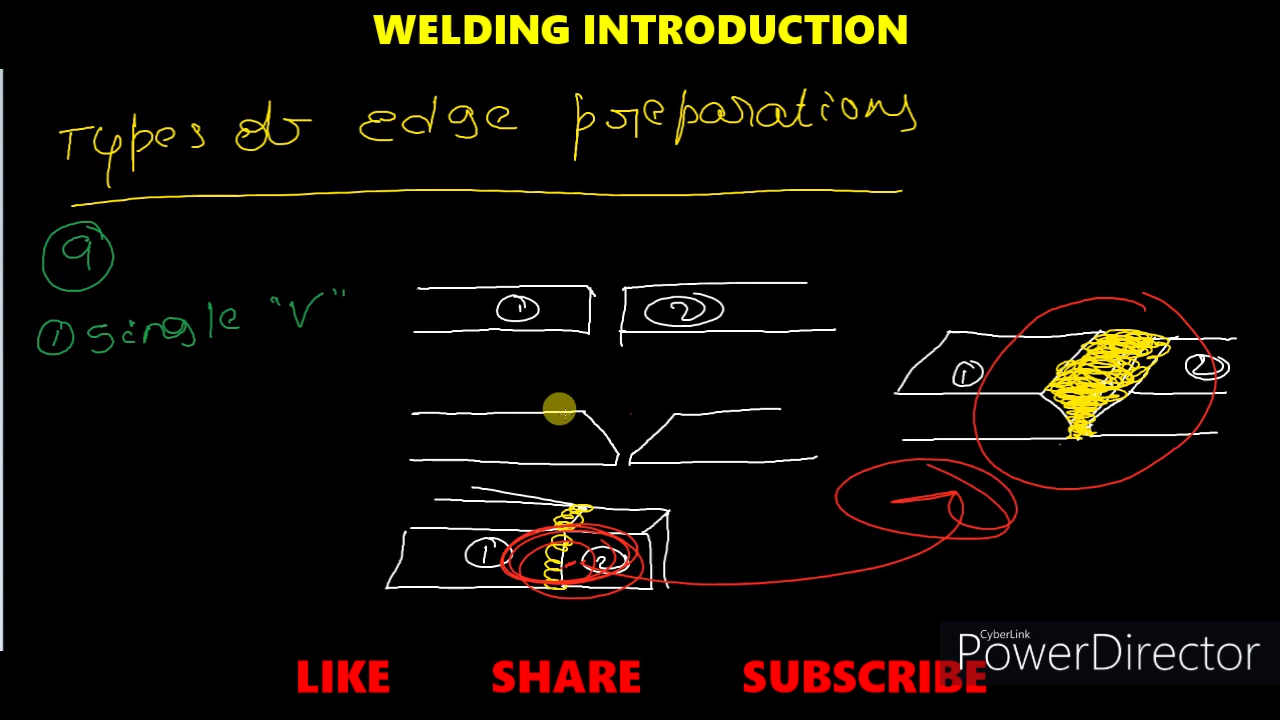 WELDING INTRODUCTION
Types of edge preparations
9
① Single "V"
① ②
① ②
① ②
LIKE SHARE SUBSCRIBE
CyberLink
PowerDirector